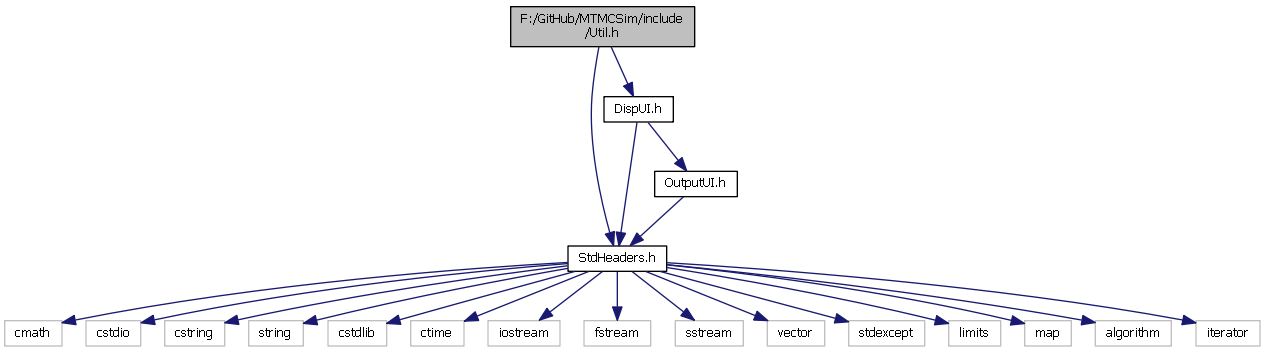 F:/GitHub/MTMCSim/include
/Util.h
DispUI.h
OutputUI.h
StdHeaders.h
cmath
cstdio
cstring
string
cstdlib
ctime
iostream
fstream
sstream
vector
stdexcept
limits
map
algorithm
iterator